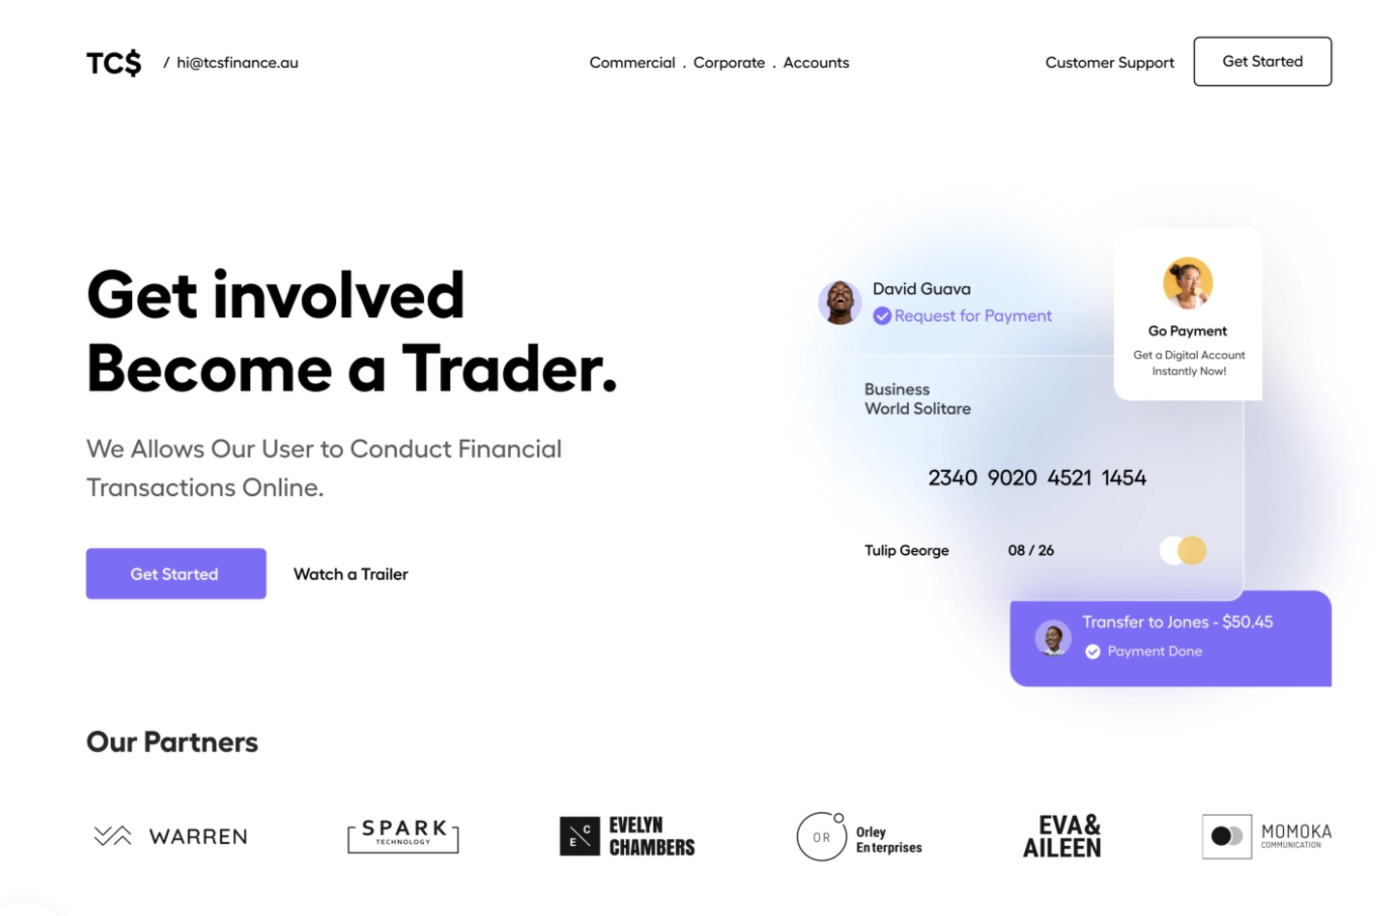 TC$ / hi@tcsfinance.au
Commercial . Corporate . Accounts
Customer Support
Get Started
Get involved
Become a Trader.
We Allows Our User to Conduct Financial
Transactions Online.
Get Started
Watch a Trailer
David Guava
Request for Payment
Go Payment
Get a Digital Account
Instantly Now!
Business
World Solitare
2340 9020 4521 1454
Tulip George
08 / 26
Transfer to Jones - $50,45
Payment Done
Our Partners
WARREN
SPARK
TECHNOLOGY
E C
EVELYN
CHAMBERS
OR
Orley
Enterprises
EVA&
AILEEN
MOMOKA
COMMUNICATION